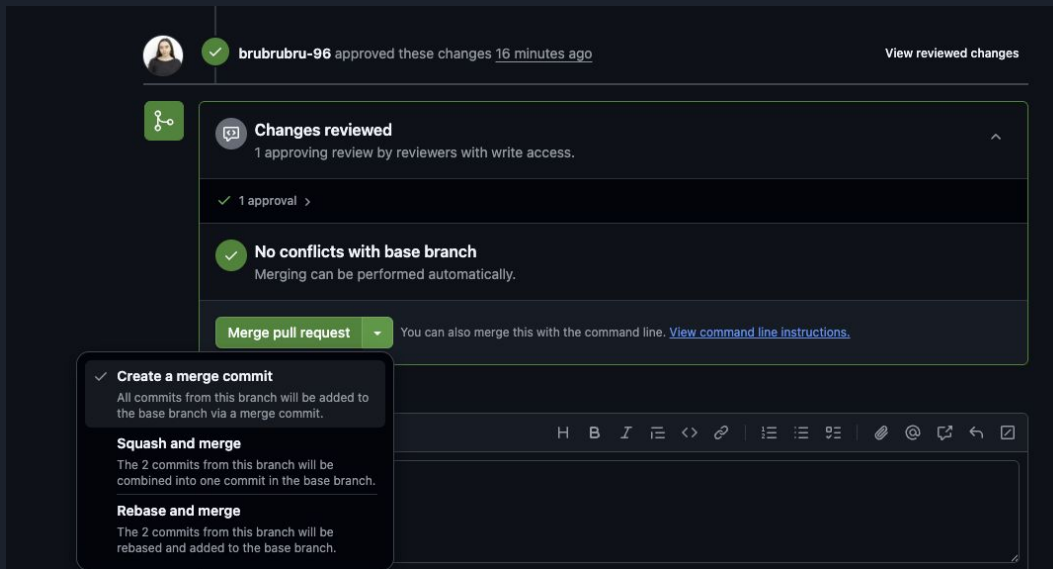 brubrubru-96 approved these changes 16 minutes ago
View reviewed changes
Changes reviewed
1 approving review by reviewers with write access.
1 approval
No conflicts with base branch
Merging can be performed automatically.
Merge pull request
You can also merge this with the command line. View command line instructions.
Create a merge commit
All commits from this branch will be added to
the base branch via a merge commit.
Squash and merge
The 2 commits from this branch will be
combined into one commit in the base branch.
Rebase and merge
The 2 commits from this branch will be
rebased and added to the base branch.
H B I